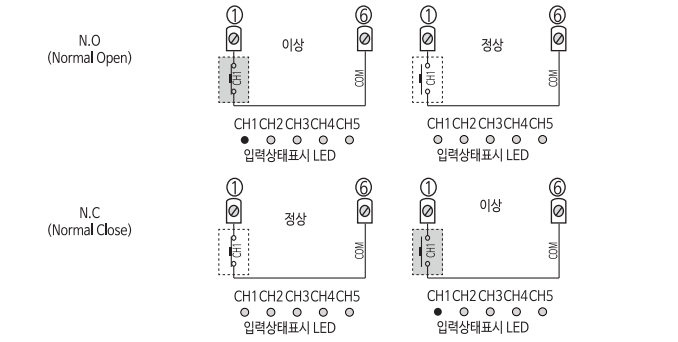 N.O
(Normal Open)
① ⑥ ① ⑥
이상 정상
CH1 COM CH1 COM
CH1 CH2 CH3 CH4 CH5 CH1 CH2 CH3 CH4 CH5
입력상태표시 LED 입력상태표시 LED
N.C
(Normal Close)
① ⑥ ① ⑥
정상 이상
CH1 COM CH1 COM
CH1 CH2 CH3 CH4 CH5 CH1 CH2 CH3 CH4 CH5
입력상태표시 LED 입력상태표시 LED